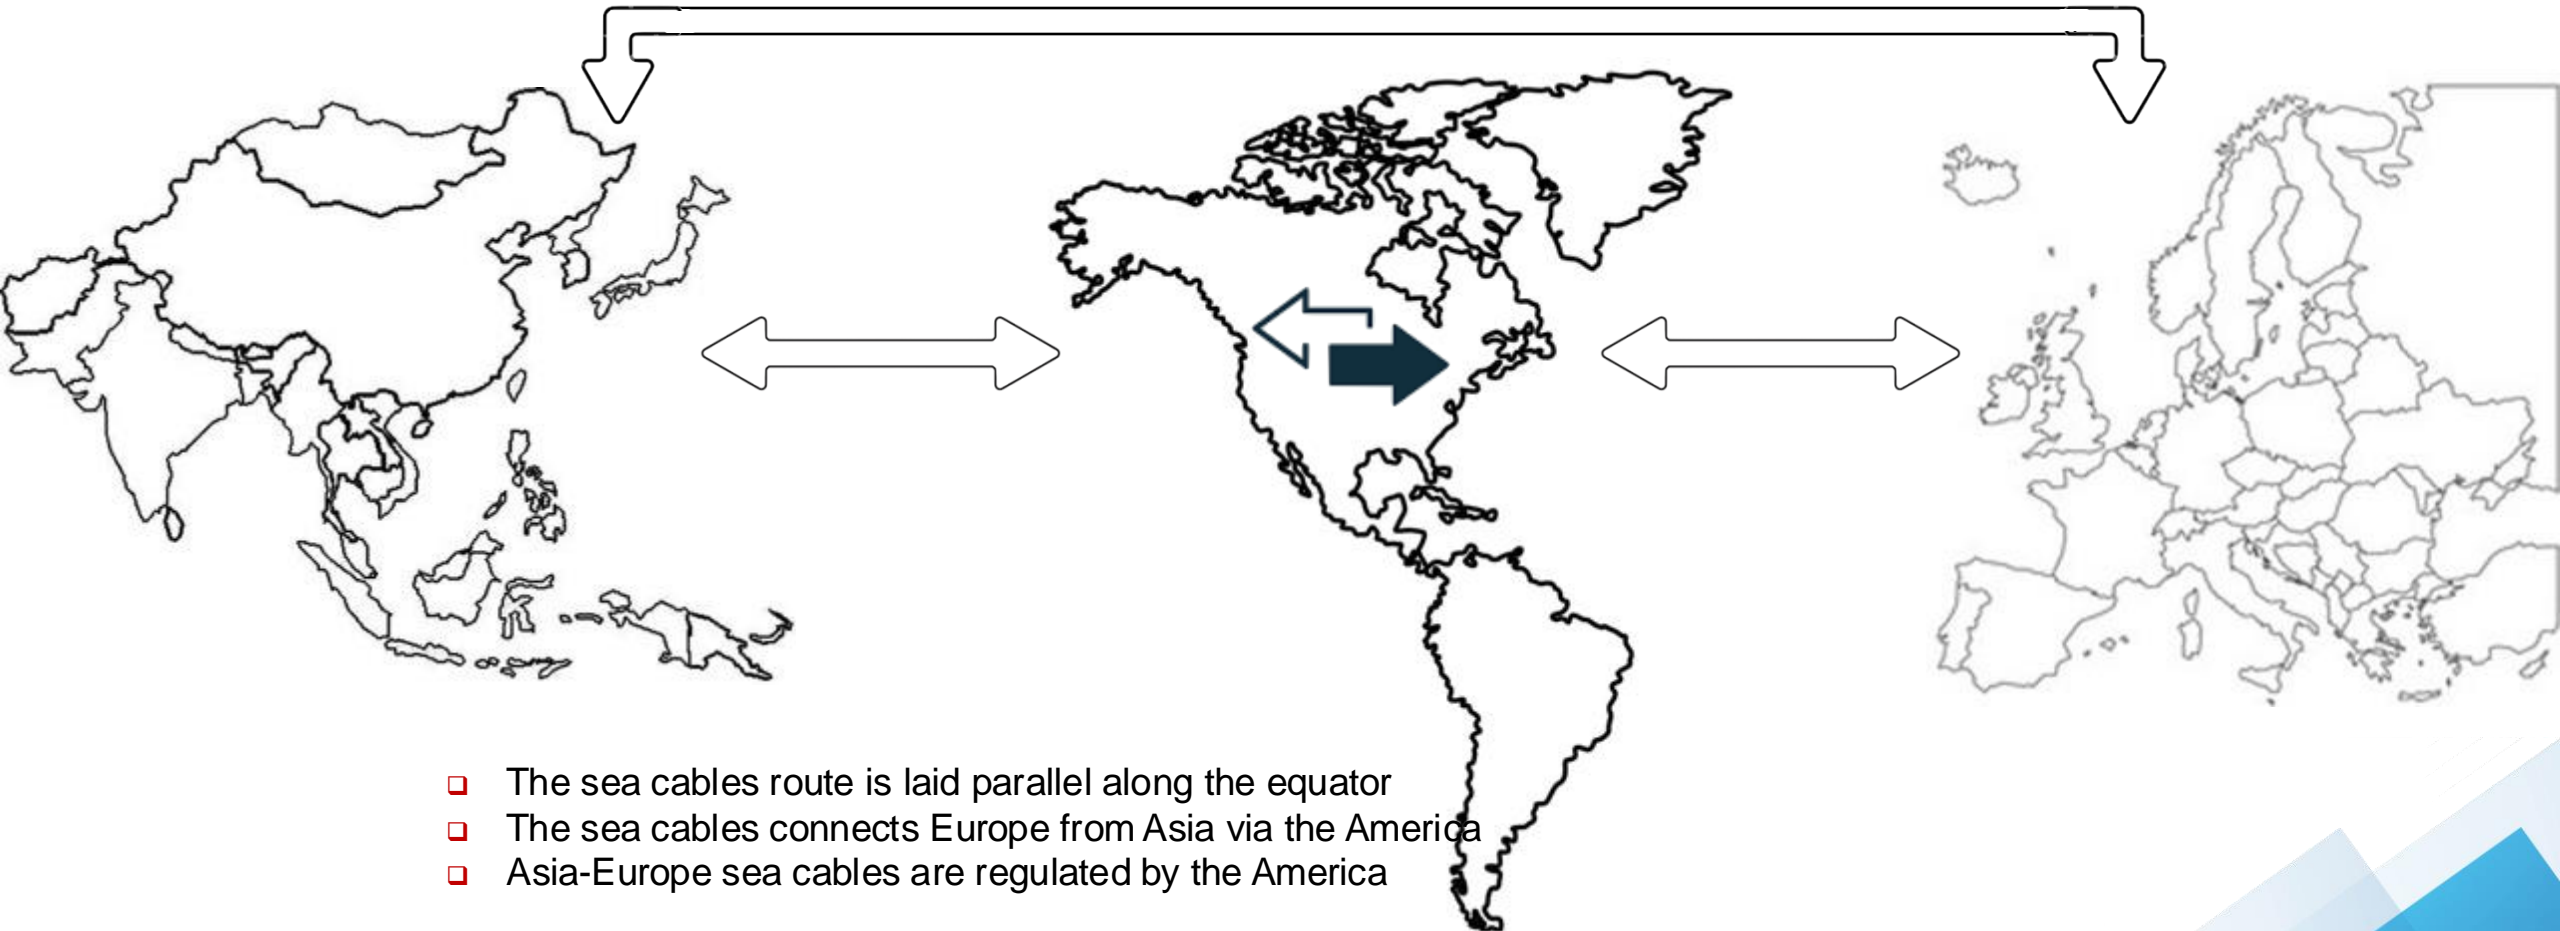 The sea cables route is laid parallel along the equator
The sea cables connects Europe from Asia via the America
Asia-Europe sea cables are regulated by the America